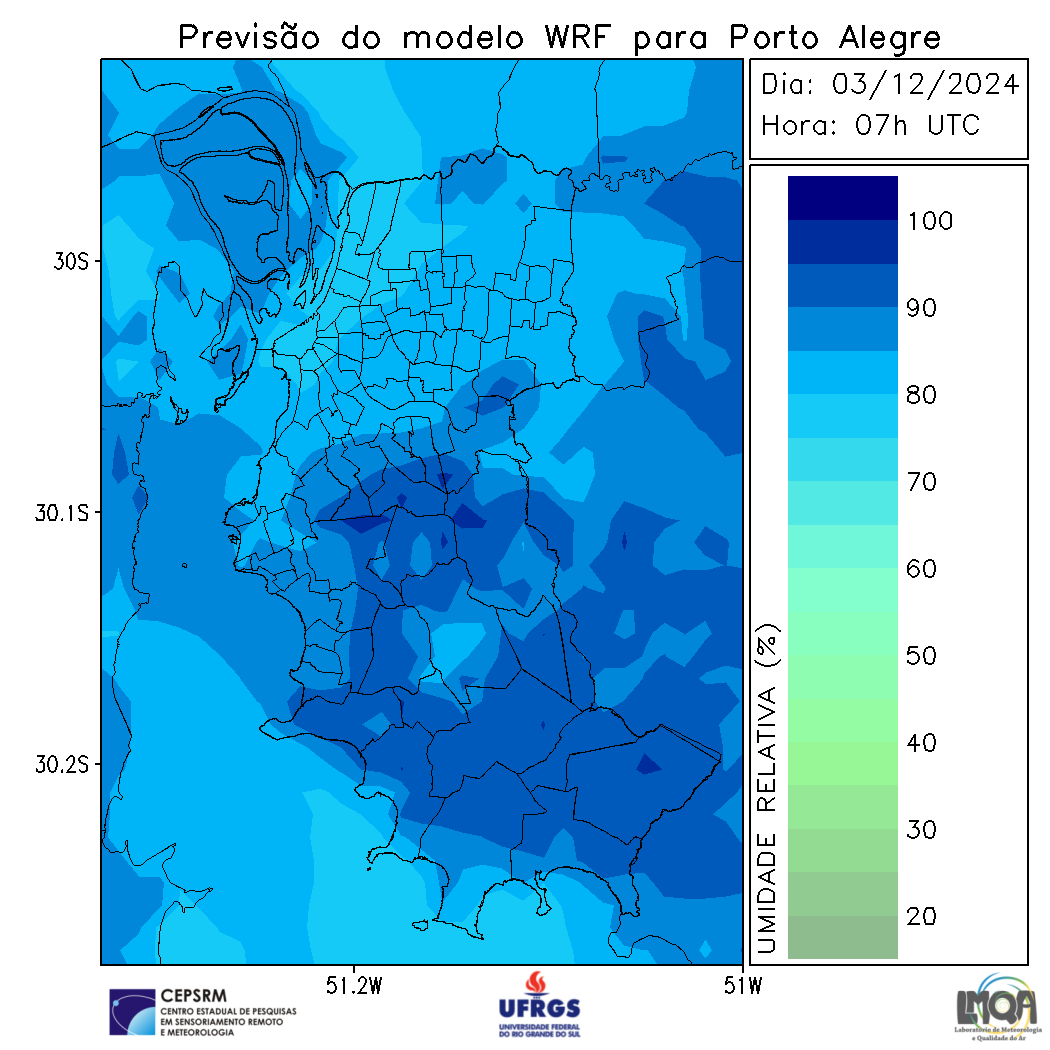 Previsão do modelo WRF para Porto Alegre
Dia: 03/12/2024
Hora: 07h UTC
30S
30.1S
30.2S
51.2W
51W
100
90
80
70
60
50
40
30
20
UMIDADE RELATIVA (%)
CEPSRM
CENTRO ESTADUAL DE PESQUISAS
EM SENSORIAMENTO REMOTO
E METEOROLOGIA
UFRGS
UNIVERSIDADE FEDERAL
DO RIO GRANDE DO SUL
LMQA
Laboratório de Meteorologia
e Qualidade do Ar